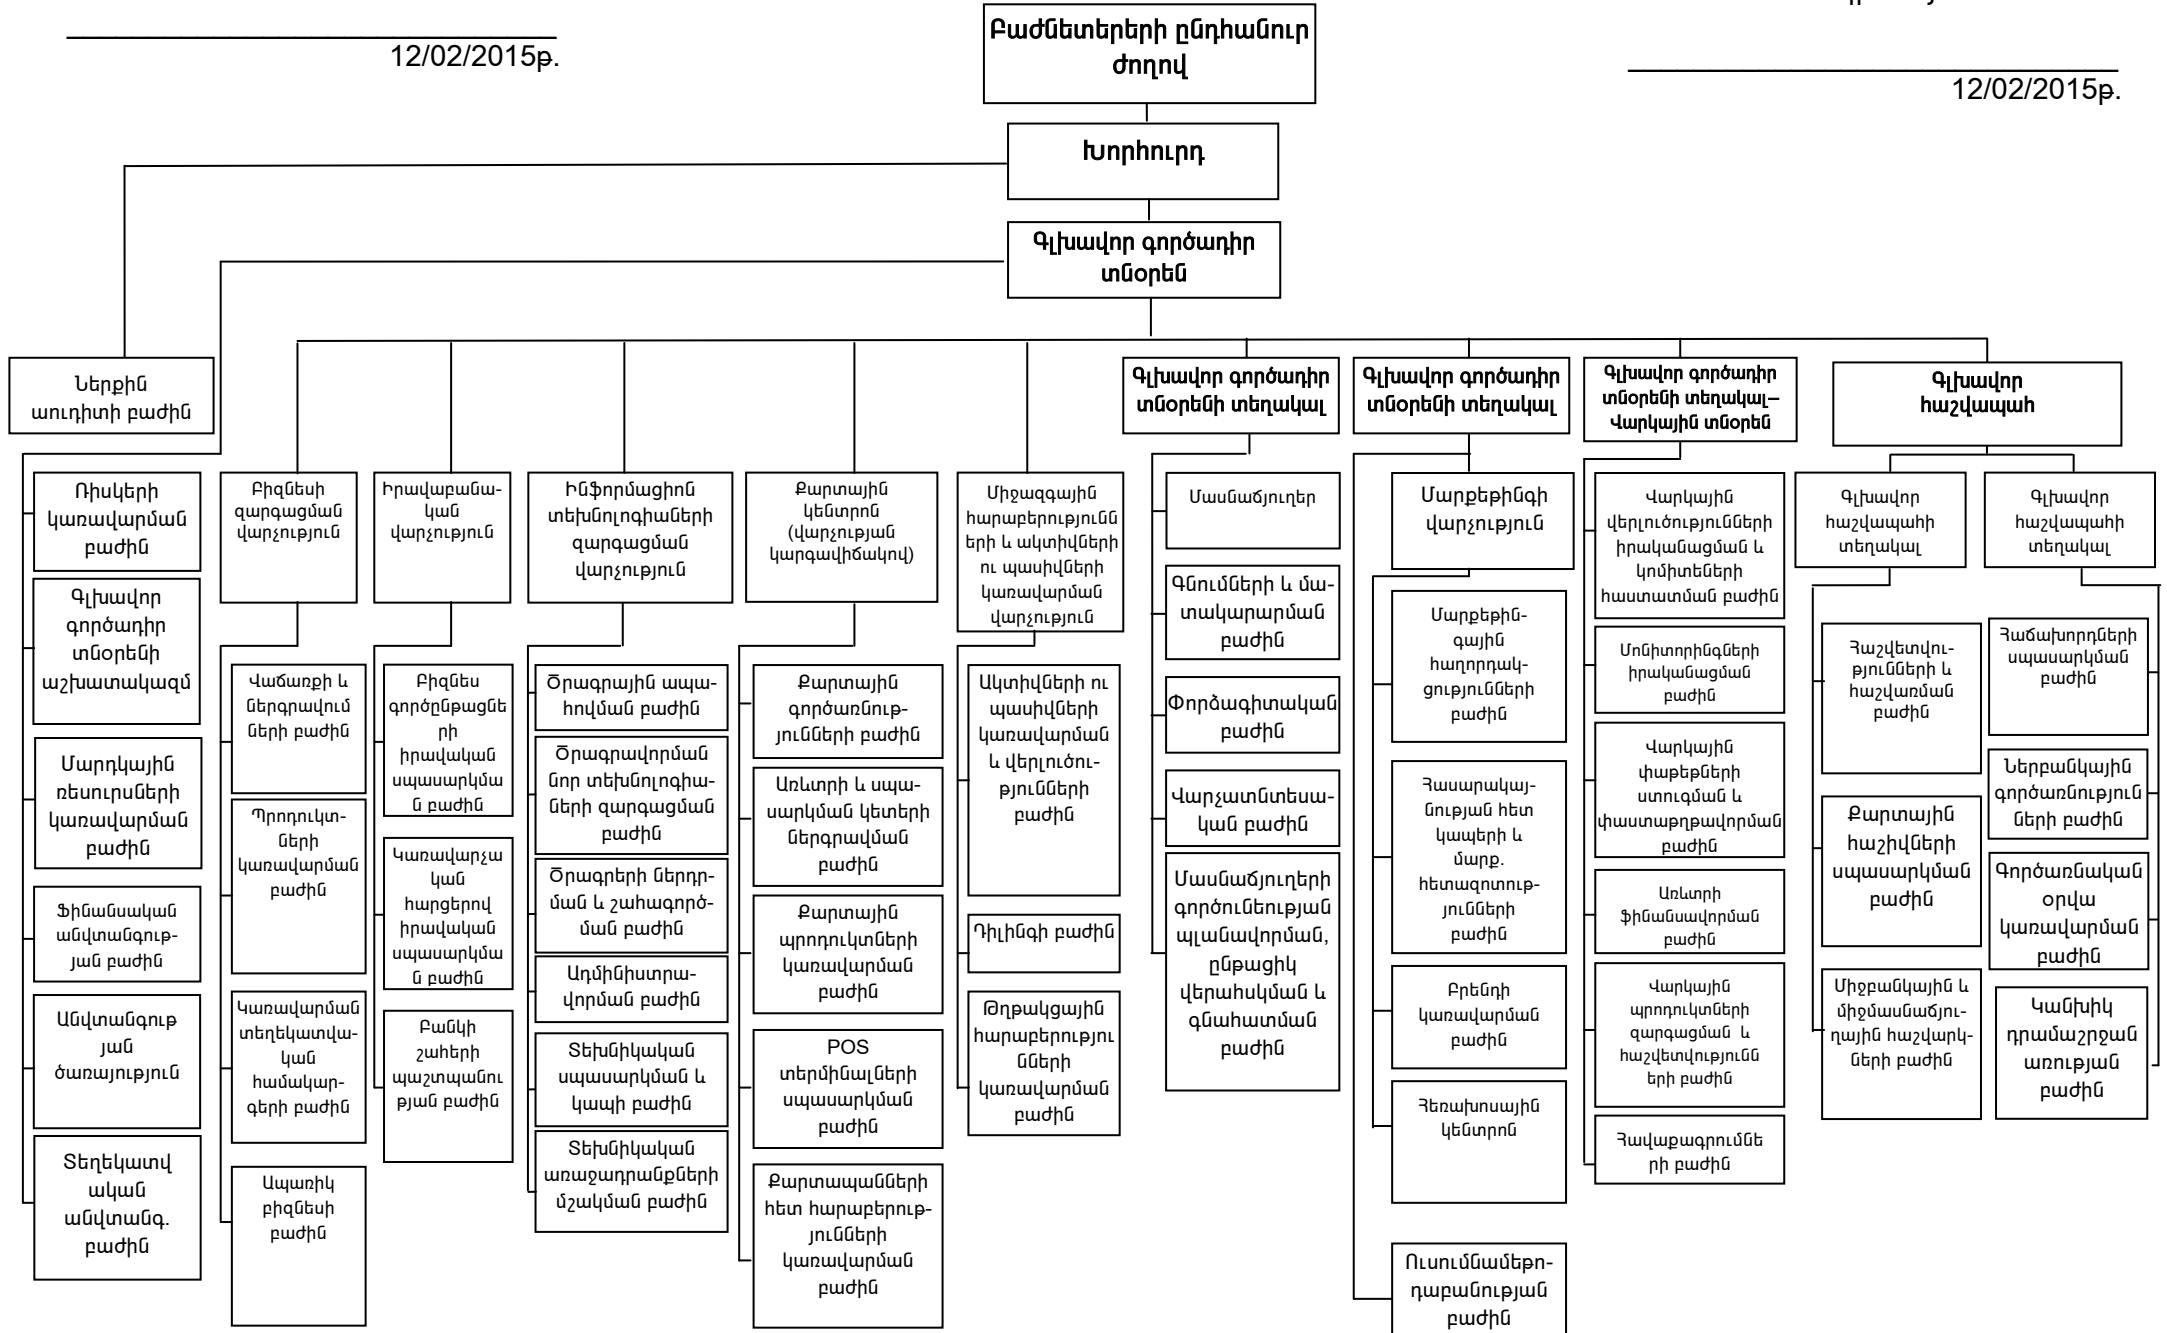 12/02/2015թ.
12/02/2015թ.
Բաժնետերերի ընդհանուր
ժողով
Խորհուրդ
Գլխավոր գործադիր
տնօրեն
Ներքին
աուդիտի բաժին
Գլխավոր գործադիր
տնօրենի տեղակալ
Գլխավոր գործադիր
տնօրենի տեղակալ
Գլխավոր գործադիր
տնօրենի տեղակալ–
Վարկային տնօրեն
Գլխավոր
հաշվապահ
Ռիսկերի
կառավարման
բաժին
Գլխավոր
գործադիր
տնօրենի
աշխատակազմ
Մարդկային
ռեսուրսների
կառավարման
բաժին
Ֆինանսական
անվտանգութ-
յան բաժին
Անվտանգութ
յան
ծառայություն
Տեղեկատվ
ական
անվտանգ.
բաժին
Բիզնեսի
զարգացման
վարչություն
Վաճառքի և
ներգրավում
ների բաժին
Պրոդուկտ-
ների
կառավարման
բաժին
Կառավարման
տեղեկատվա-
կան
համակար-
գերի բաժին
Ապառիկ
բիզնեսի
բաժին
Իրավաբանա-
կան
վարչություն
Բիզնես
գործընթացնե
րի
իրավական
սպասարկմա
ն բաժին
Կառավարչա
կան
հարցերով
իրավական
սպասարկմա
ն բաժին
Բանկի
շահերի
պաշտպանու
թյան բաժին
Ինֆորմացիոն
տեխնոլոգիաների
զարգացման
վարչություն
Ծրագրային ապա-
հովման բաժին
Ծրագրավորման
նոր տեխնոլոգիա-
ների զարգացման
բաժին
Ծրագրերի ներդր-
ման և շահագործ-
ման բաժին
Ադմինիստրա-
վորման բաժին
Տեխնիկական
սպասարկման և
կապի բաժին
Տեխնիկական
առաջադրանքների
մշակման բաժին
Քարտային
կենտրոն
(վարչության
կարգավիճակով)
Քարտային
գործառնութ-
յունների բաժին
Առևտրի և սպա-
սարկման կետերի
ներգրավման
բաժին
Քարտային
պրոդուկտների
կառավարման
բաժին
POS
տերմինալների
սպասարկման
բաժին
Քարտապանների
հետ հարաբերութ-
յունների
կառավարման
բաժին
Միջազգային
հարաբերությունն
երի և ակտիվների
ու պասիվների
կառավարման
վարչություն
Ակտիվների ու
պասիվների
կառավարման
և վերլուծու-
թյունների
բաժին
Դիլինգի բաժին
Թղթակցային
հարաբերությու
նների
կառավարման
բաժին
Մասնաճյուղեր
Գնումների և մա-
տակարարման
բաժին
Փորձագիտական
բաժին
Վարչատնտեսա-
կան բաժին
Մասնաճյուղերի
գործունեության
պլանավորման,
ընթացիկ
վերահսկման և
գնահատման
բաժին
Մարքեթինգի
վարչություն
Մարքեթին-
գային
հաղորդակ-
ցությունների
բաժին
Հասարակայ-
նության հետ
կապերի և
մարք.
հետազոտութ-
յունների
բաժին
Բրենդի
կառավարման
բաժին
Հեռախոսային
կենտրոն
Ուսումնամեթո-
դաբանության
բաժին
Վարկային
վերլուծությունների
իրականացման և
կոմիտեների
հաստատման բաժին
Մոնիտորինգների
իրականացման
բաժին
Վարկային
փաթեթների
ստուգման և
փաստաթղթավորման
բաժին
Առևտրի
ֆինանսավորման
բաժին
Վարկային
պրոդուկտների
զարգացման և
հաշվետվությունն
երի բաժին
Հավաքագրումնե
րի բաժին
Գլխավոր
հաշվապահի
տեղակալ
Հաշվետվու-
թյունների և
հաշվառման
բաժին
Քարտային
հաշիվների
սպասարկման
բաժին
Միջբանկային և
միջմասնաճյու-
ղային հաշվարկ-
ների բաժին
Գլխավոր
հաշվապահի
տեղակալ
Հաճախորդների
սպասարկման
բաժին
Ներբանկային
գործառնություն
ների բաժին
Գործառնական
օրվա
կառավարման
բաժին
Կանխիկ
դրամաշրջան
առության
բաժին